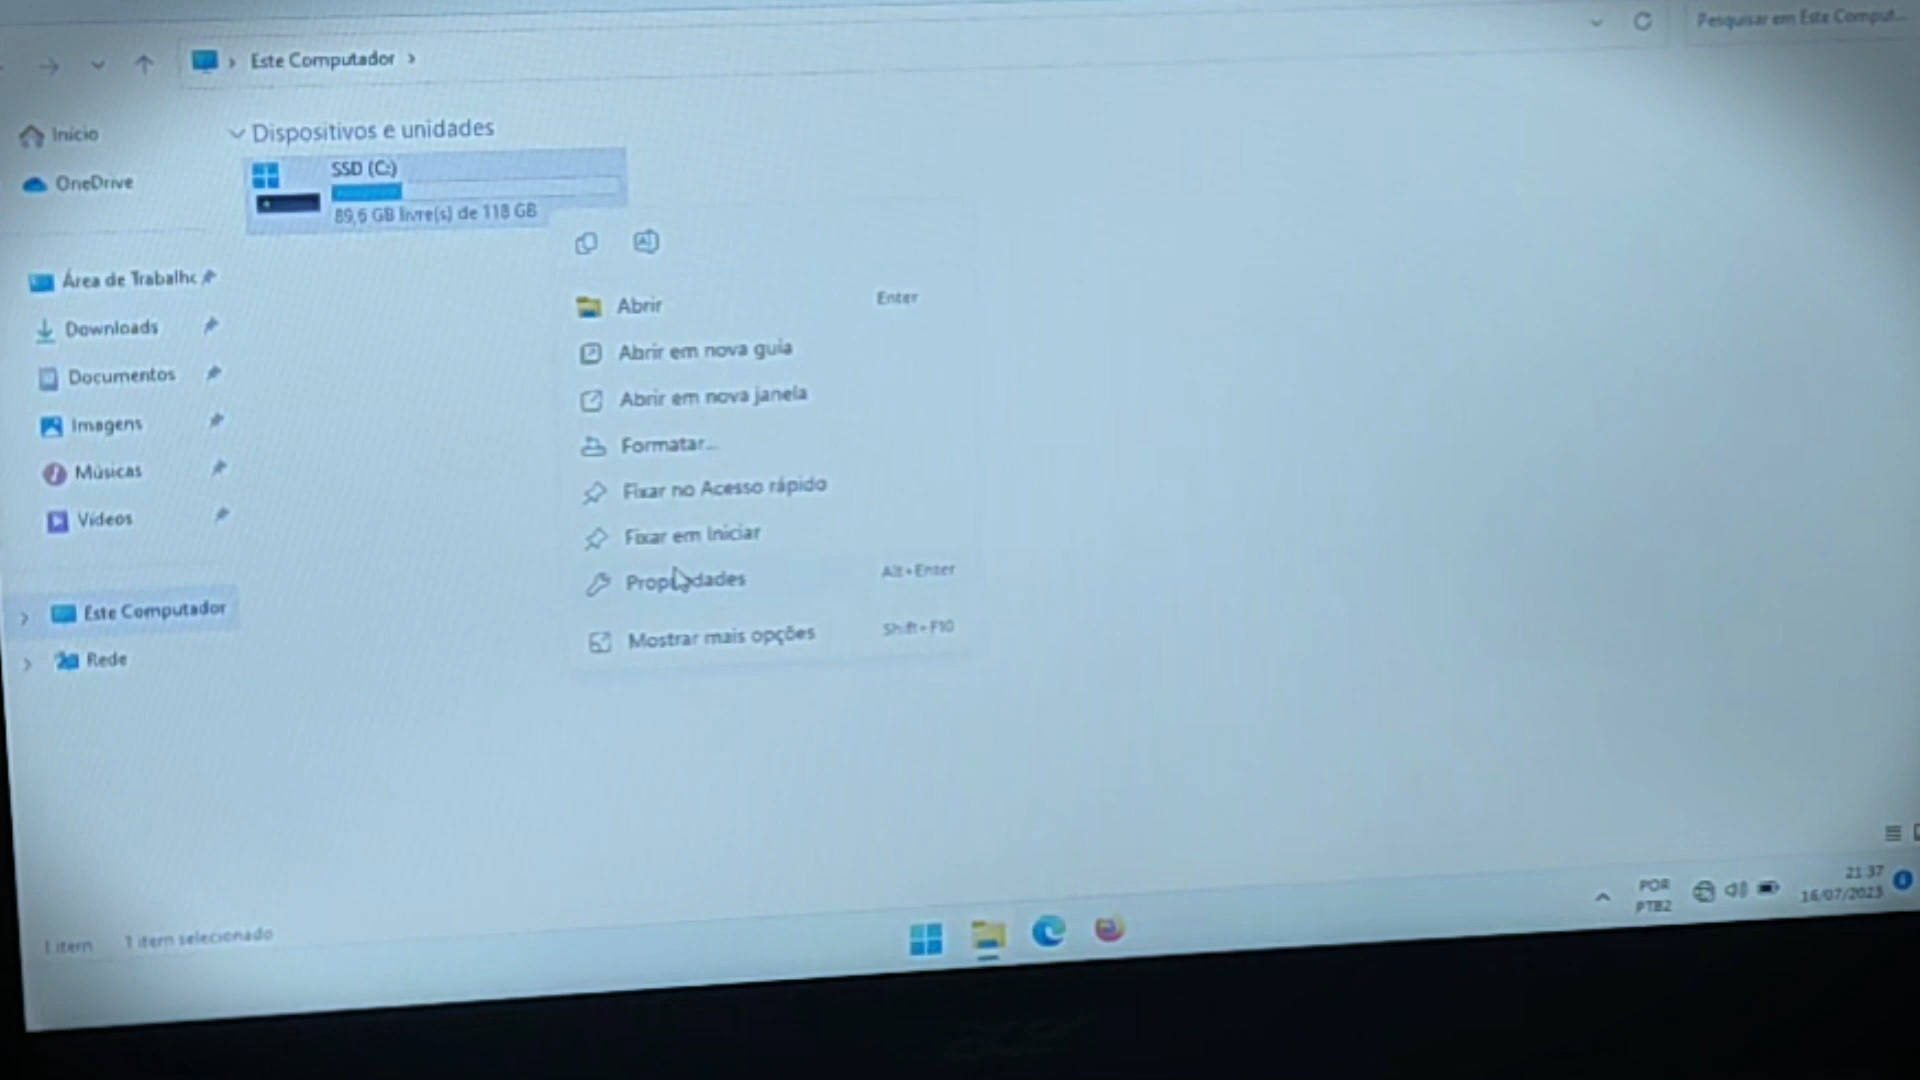 Este Computador
Pesquisar em Este Comput...
Início
OneDrive
Área de Trabalho
Downloads
Documentos
Imagens
Músicas
Vídeos
Este Computador
Rede
Dispositivos e unidades
SSD (C:)
89,6 GB livre(s) de 118 GB
Abrir Enter
Abrir em nova guia
Abrir em nova janela
Formatar...
Fixar no Acesso rápido
Fixar em Iniciar
Propriedades Alt+Enter
Mostrar mais opções Shift+F10
1 item 1 item selecionado
POR
PTB2
21:37
16/07/2023
acer